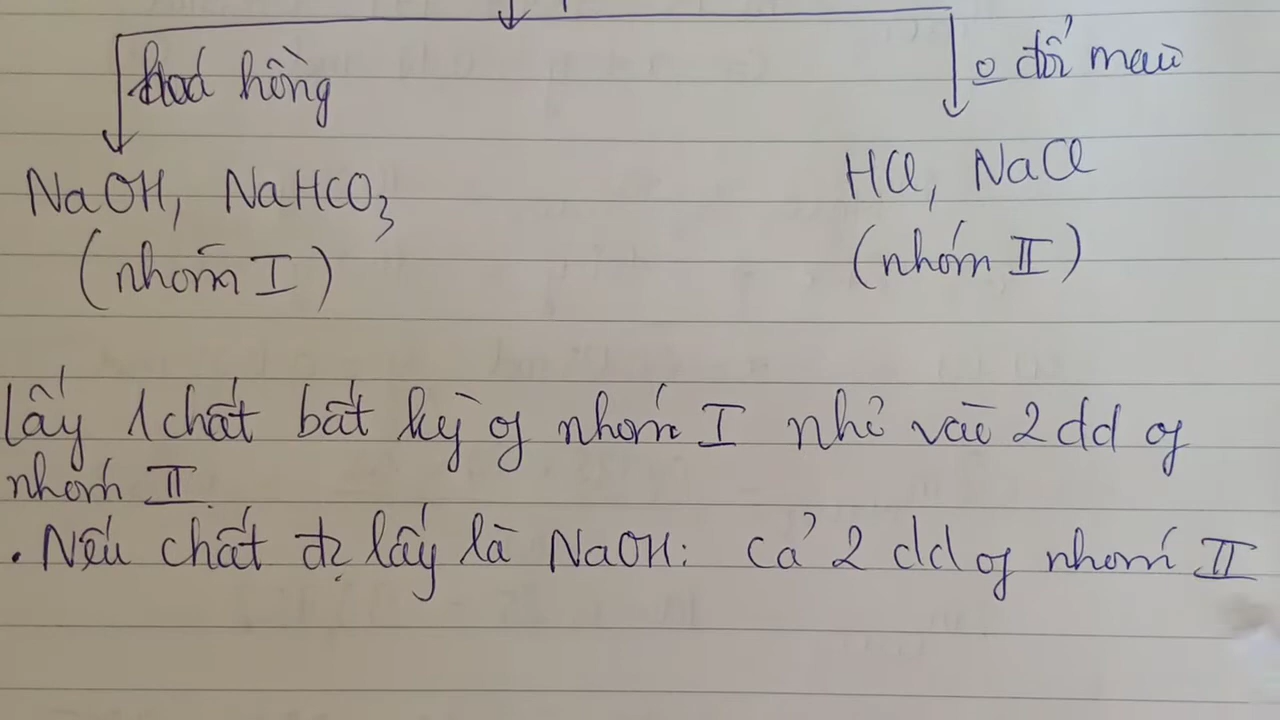 hoá hồng
o đổi màu
NaOH, NaHCO3
HCl, NaCl
(nhóm I)
(nhóm II)
Lấy 1 chất bất kỳ of nhóm I nhỏ vào 2 dd of
nhóm II.
. Nếu chất đc lấy là NaOH: cả 2 dd of nhóm II